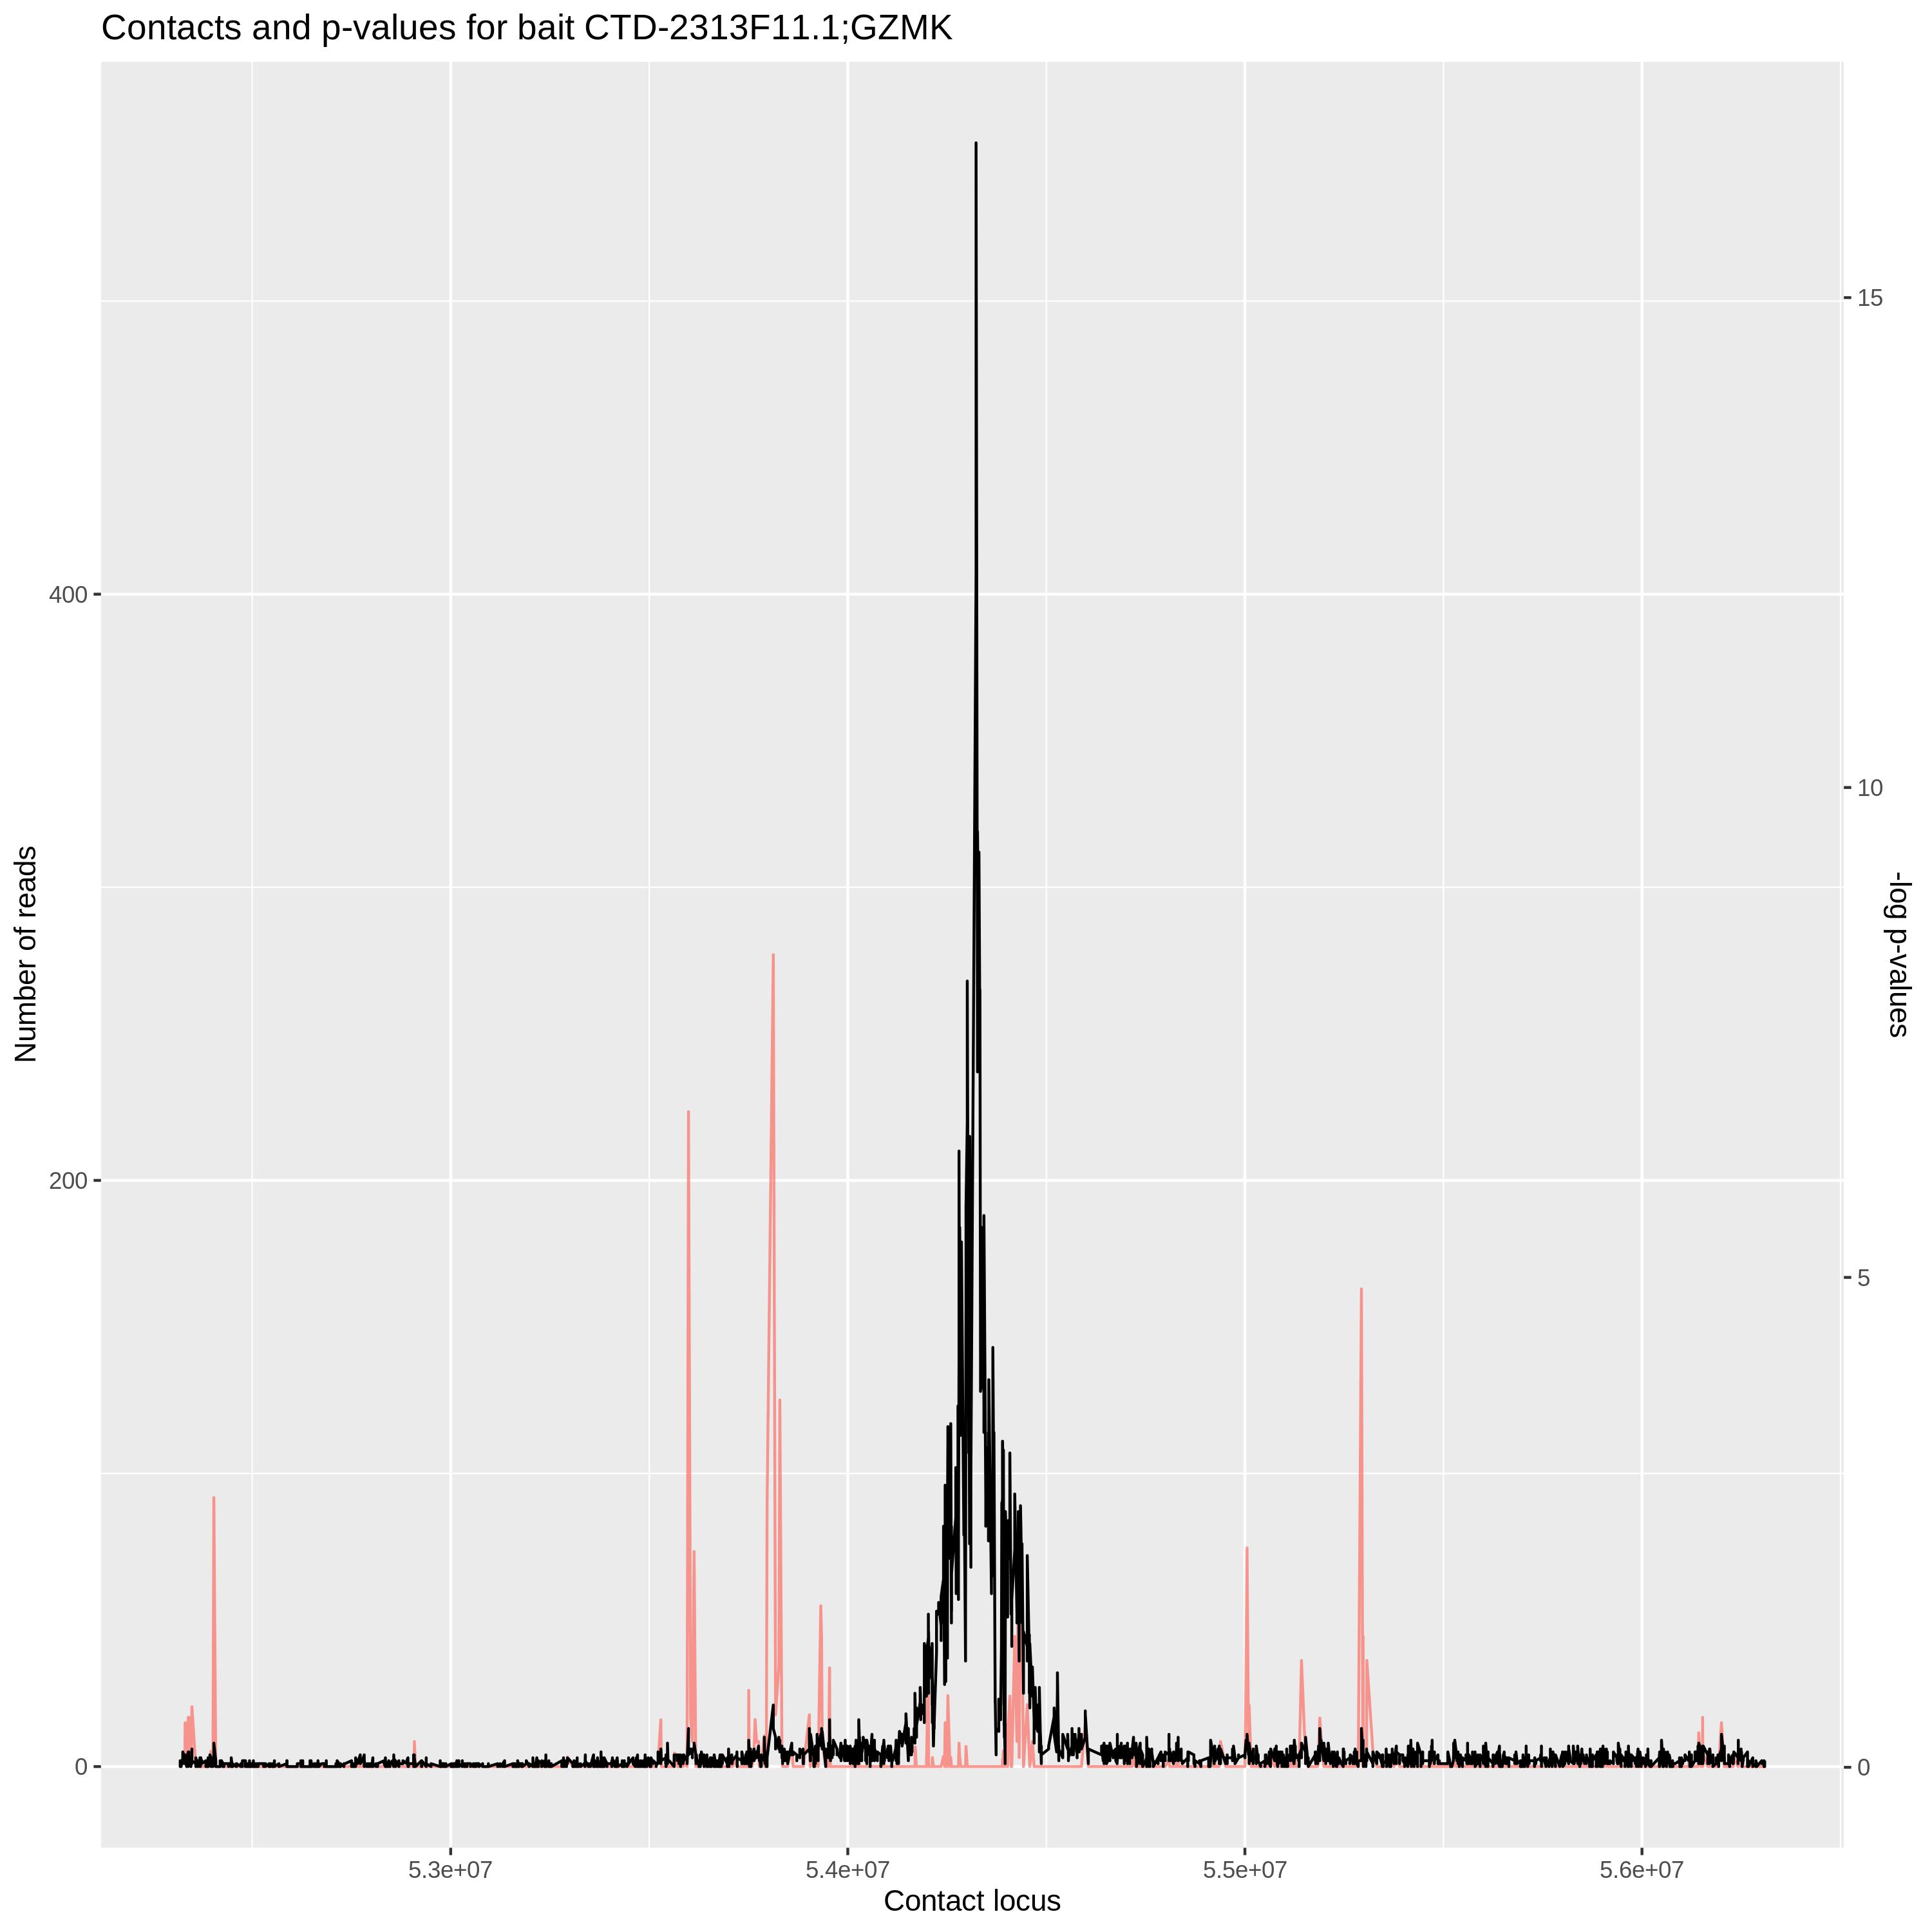 Contacts and p-values for bait CTD-2313F11.1;GZMK
Number of reads
400
200
0
15
10
5
0
-log p-values
5.3e+07
5.4e+07
5.5e+07
5.6e+07
Contact locus